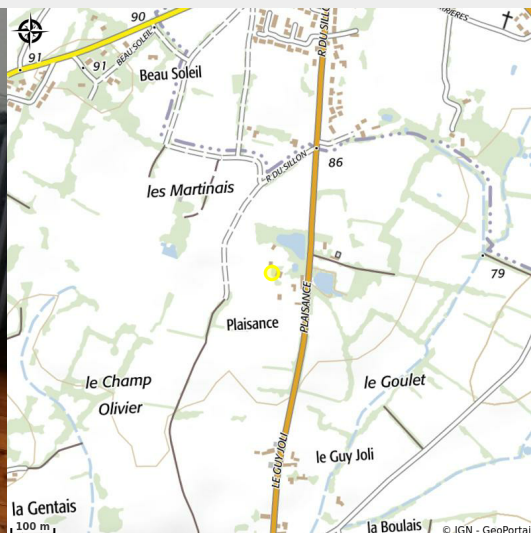 90
R DU SILLO
91
BEAU SOLEIL
91
Beau Soleil
R DU SILLON
86
les Martinais
79
PLAISANCE
Plaisance
le Champ
Olivier
le Goulet
LE GUY JOLI
le Guy Joli
la Gentais
100 m
la Boulais
© IGN - GeoPortai